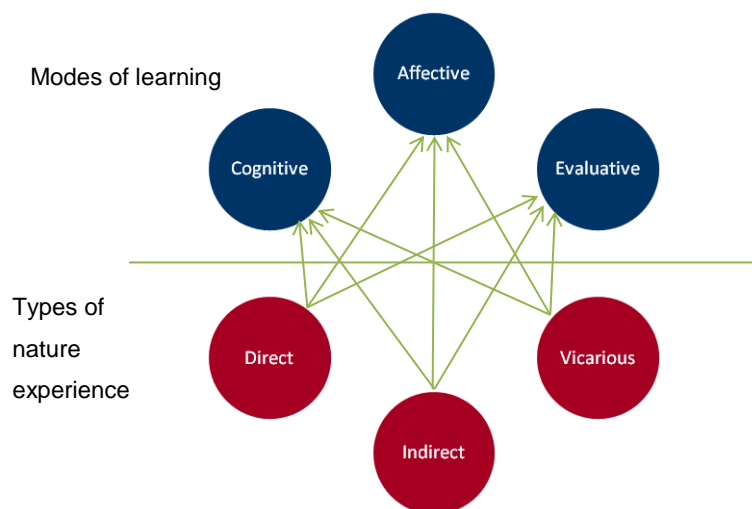 Modes of learning
Affective
Cognitive
Evaluative
Types of
nature
experience
Direct
Vicarious
Indirect